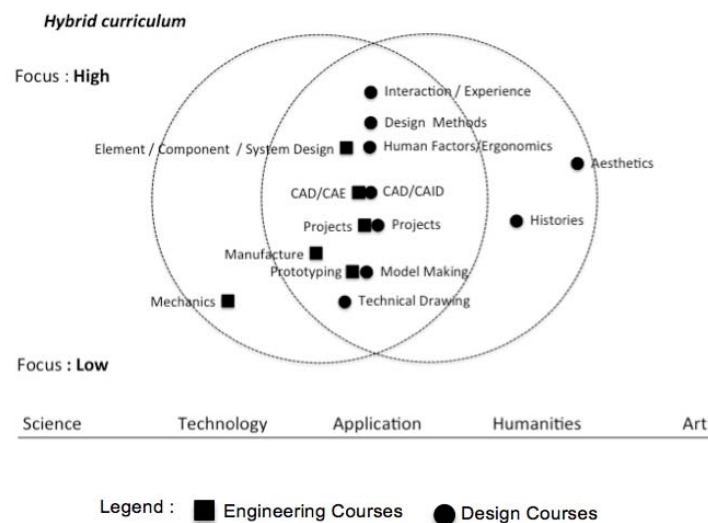 Hybrid curriculum
Focus : High
Interaction / Experience
Design Methods
Element / Component / System Design
Human Factors/Ergonomics
Aesthetics
CAD/CAE
CAD/CAID
Histories
Projects
Projects
Manufacture
Prototyping
Model Making
Mechanics
Technical Drawing
Focus : Low
Science
Technology
Application
Humanities
Art
Legend :
Engineering Courses
Design Courses